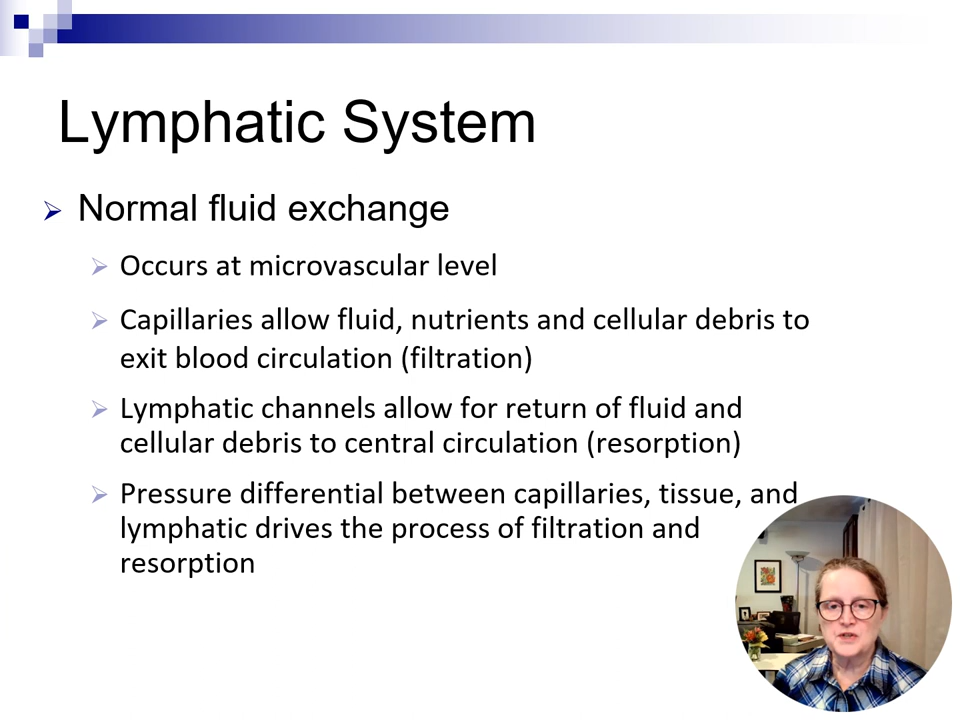 Lymphatic System
Normal fluid exchange
Occurs at microvascular level
Capillaries allow fluid, nutrients and cellular debris to
exit blood circulation (filtration)
Lymphatic channels allow for return of fluid and
cellular debris to central circulation (resorption)
Pressure differential between capillaries, tissue, and
lymphatic drives the process of filtration and
resorption